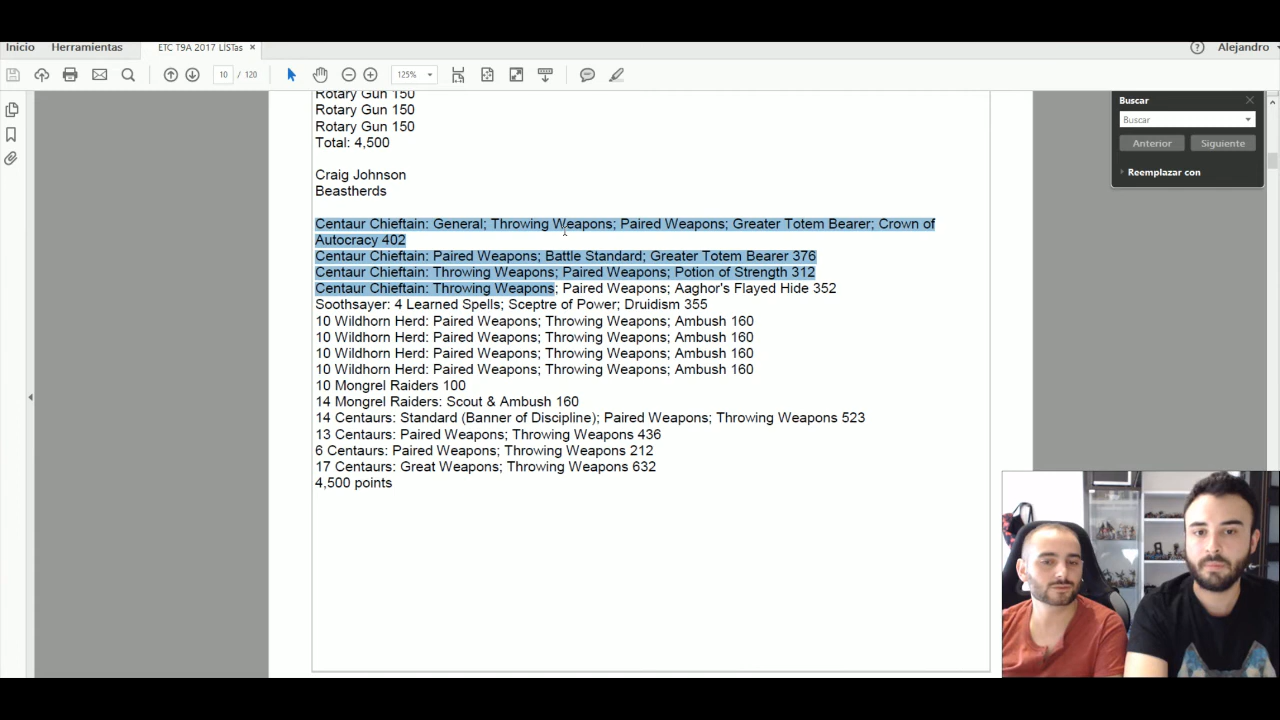 Inicio Herramientas ETC T9A 2017 LISTas × ? Alejandro
10 / 120 125%
Rotary Gun 150
Rotary Gun 150
Rotary Gun 150
Total: 4,500
Craig Johnson
Beastherds
Centaur Chieftain: General; Throwing Weapons; Paired Weapons; Greater Totem Bearer; Crown of
Autocracy 402
Centaur Chieftain: Paired Weapons; Battle Standard; Greater Totem Bearer 376
Centaur Chieftain: Throwing Weapons; Paired Weapons; Potion of Strength 312
Centaur Chieftain: Throwing Weapons; Paired Weapons; Aaghor's Flayed Hide 352
Soothsayer: 4 Learned Spells; Sceptre of Power; Druidism 355
10 Wildhorn Herd: Paired Weapons; Throwing Weapons; Ambush 160
10 Wildhorn Herd: Paired Weapons; Throwing Weapons; Ambush 160
10 Wildhorn Herd: Paired Weapons; Throwing Weapons; Ambush 160
10 Wildhorn Herd: Paired Weapons; Throwing Weapons; Ambush 160
10 Mongrel Raiders 100
14 Mongrel Raiders: Scout & Ambush 160
14 Centaurs: Standard (Banner of Discipline); Paired Weapons; Throwing Weapons 523
13 Centaurs: Paired Weapons; Throwing Weapons 436
6 Centaurs: Paired Weapons; Throwing Weapons 212
17 Centaurs: Great Weapons; Throwing Weapons 632
4,500 points
Buscar
Buscar
Anterior Siguiente
Reemplazar con